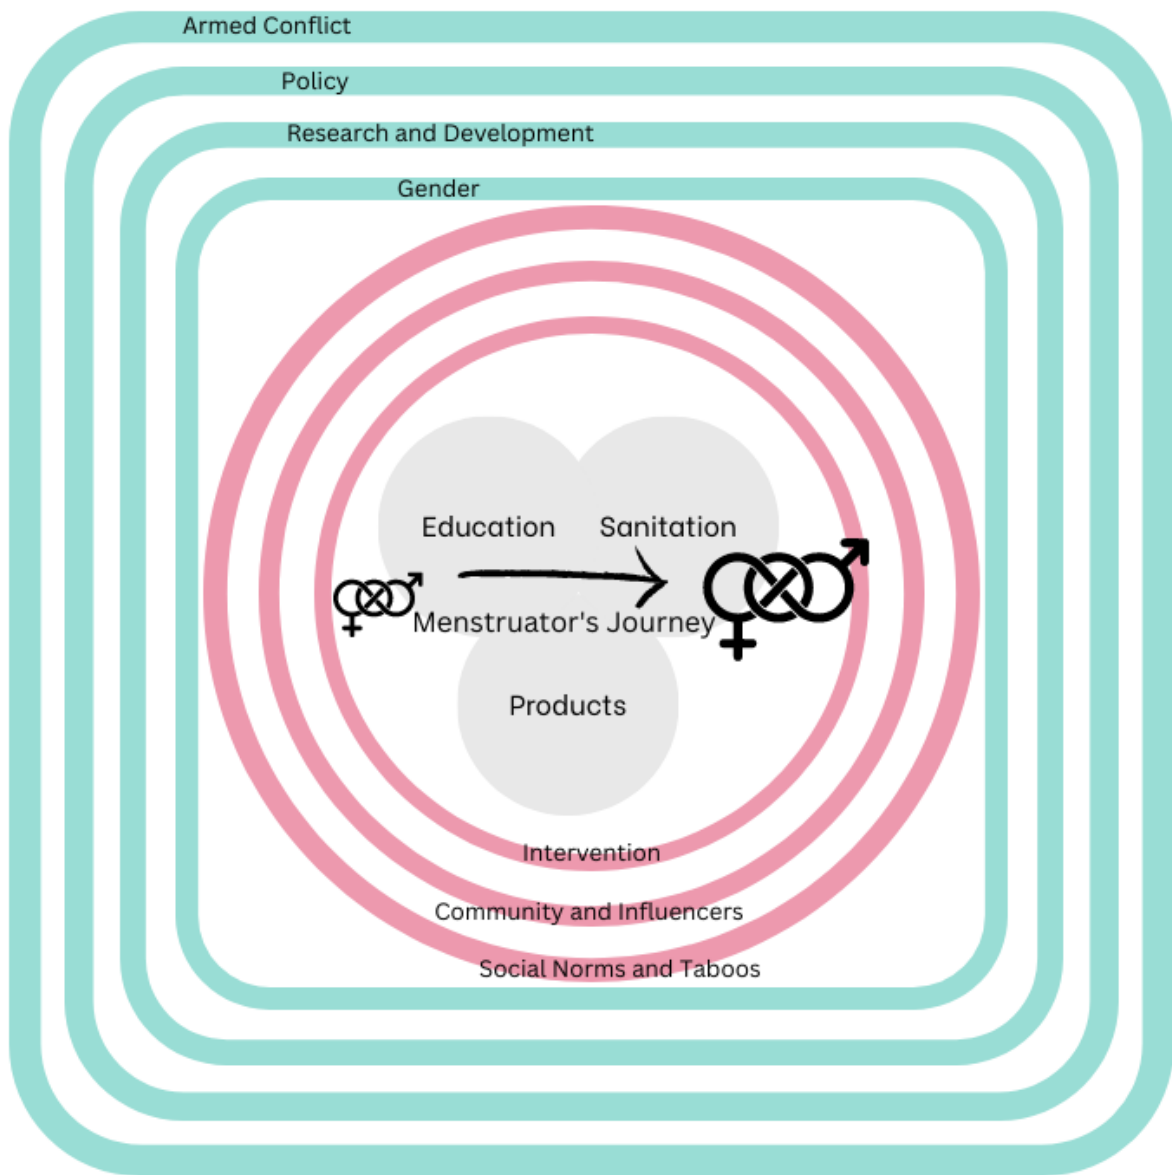 Armed Conflict
Policy
Research and Development
Gender
Education
Sanitation
Menstruator's Journey
Products
Intervention
Community and Influencers
Social Norms and Taboos